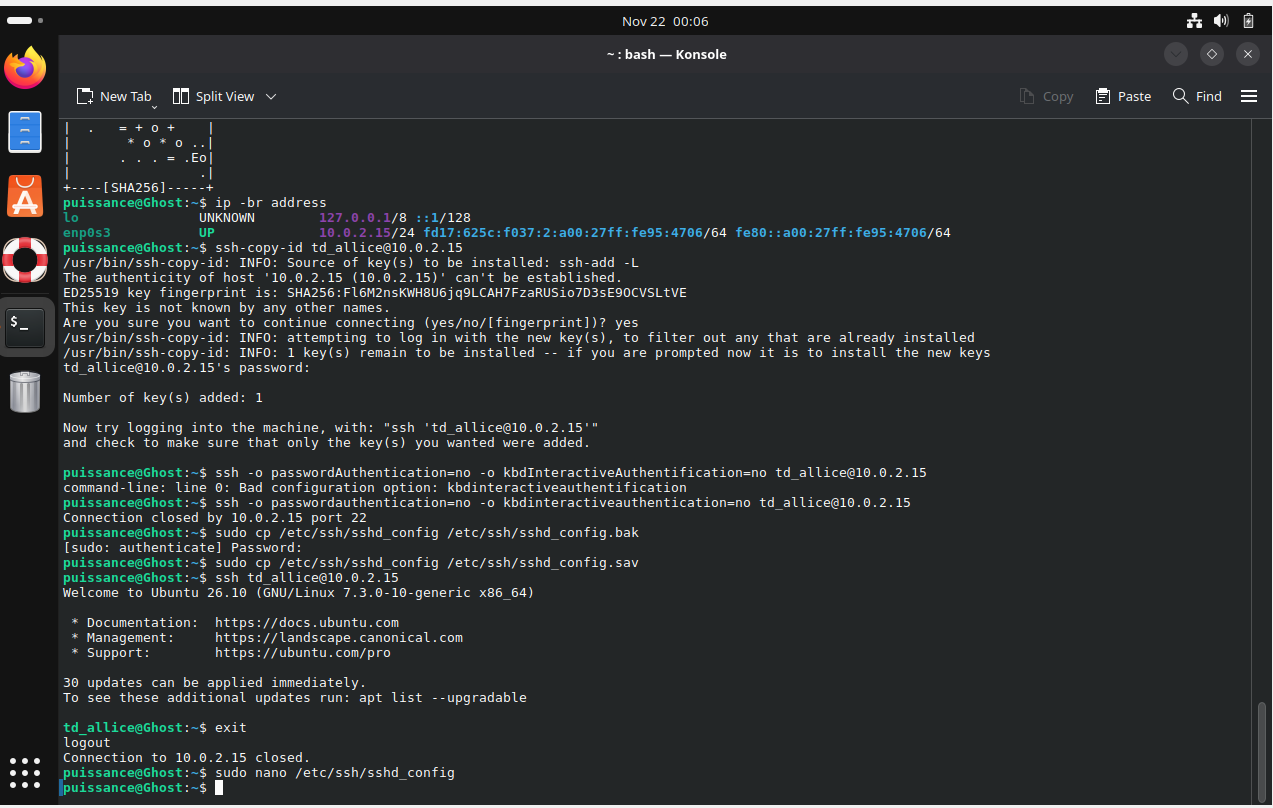 Nov 22  00:06
~ : bash — Konsole
New Tab
Split View
Copy
Paste
Find
|  .   = + o +    |
|       * o * o ..|
|      . . . = .Eo|
|                .|
+----[SHA256]-----+
puissance@Ghost:~$ ip -br address
lo               UNKNOWN        127.0.0.1/8 ::1/128
enp0s3           UP             10.0.2.15/24 fd17:625c:f037:2:a00:27ff:fe95:4706/64 fe80::a00:27ff:fe95:4706/64
puissance@Ghost:~$ ssh-copy-id td_allice@10.0.2.15
/usr/bin/ssh-copy-id: INFO: Source of key(s) to be installed: ssh-add -L
The authenticity of host '10.0.2.15 (10.0.2.15)' can't be established.
ED25519 key fingerprint is: SHA256:Fl6M2nsKWH8U6jq9LCAH7FzaRUSio7D3sE9OCVSLtVE
This key is not known by any other names.
Are you sure you want to continue connecting (yes/no/[fingerprint])? yes
/usr/bin/ssh-copy-id: INFO: attempting to log in with the new key(s), to filter out any that are already installed
/usr/bin/ssh-copy-id: INFO: 1 key(s) remain to be installed -- if you are prompted now it is to install the new keys
td_allice@10.0.2.15's password:
Number of key(s) added: 1
Now try logging into the machine, with: "ssh 'td_allice@10.0.2.15'"
and check to make sure that only the key(s) you wanted were added.
puissance@Ghost:~$ ssh -o passwordAuthentication=no -o kbdInteractiveAuthentification=no td_allice@10.0.2.15
command-line: line 0: Bad configuration option: kbdinteractiveauthentification
puissance@Ghost:~$ ssh -o passwordauthentication=no -o kbdinteractiveauthentication=no td_allice@10.0.2.15
Connection closed by 10.0.2.15 port 22
puissance@Ghost:~$ sudo cp /etc/ssh/sshd_config /etc/ssh/sshd_config.bak
[sudo: authenticate] Password:
puissance@Ghost:~$ sudo cp /etc/ssh/sshd_config /etc/ssh/sshd_config.sav
puissance@Ghost:~$ ssh td_allice@10.0.2.15
Welcome to Ubuntu 26.10 (GNU/Linux 7.3.0-10-generic x86_64)
 * Documentation:  https://docs.ubuntu.com
 * Management:     https://landscape.canonical.com
 * Support:        https://ubuntu.com/pro
30 updates can be applied immediately.
To see these additional updates run: apt list --upgradable
td_allice@Ghost:~$ exit
logout
Connection to 10.0.2.15 closed.
puissance@Ghost:~$ sudo nano /etc/ssh/sshd_config
puissance@Ghost:~$